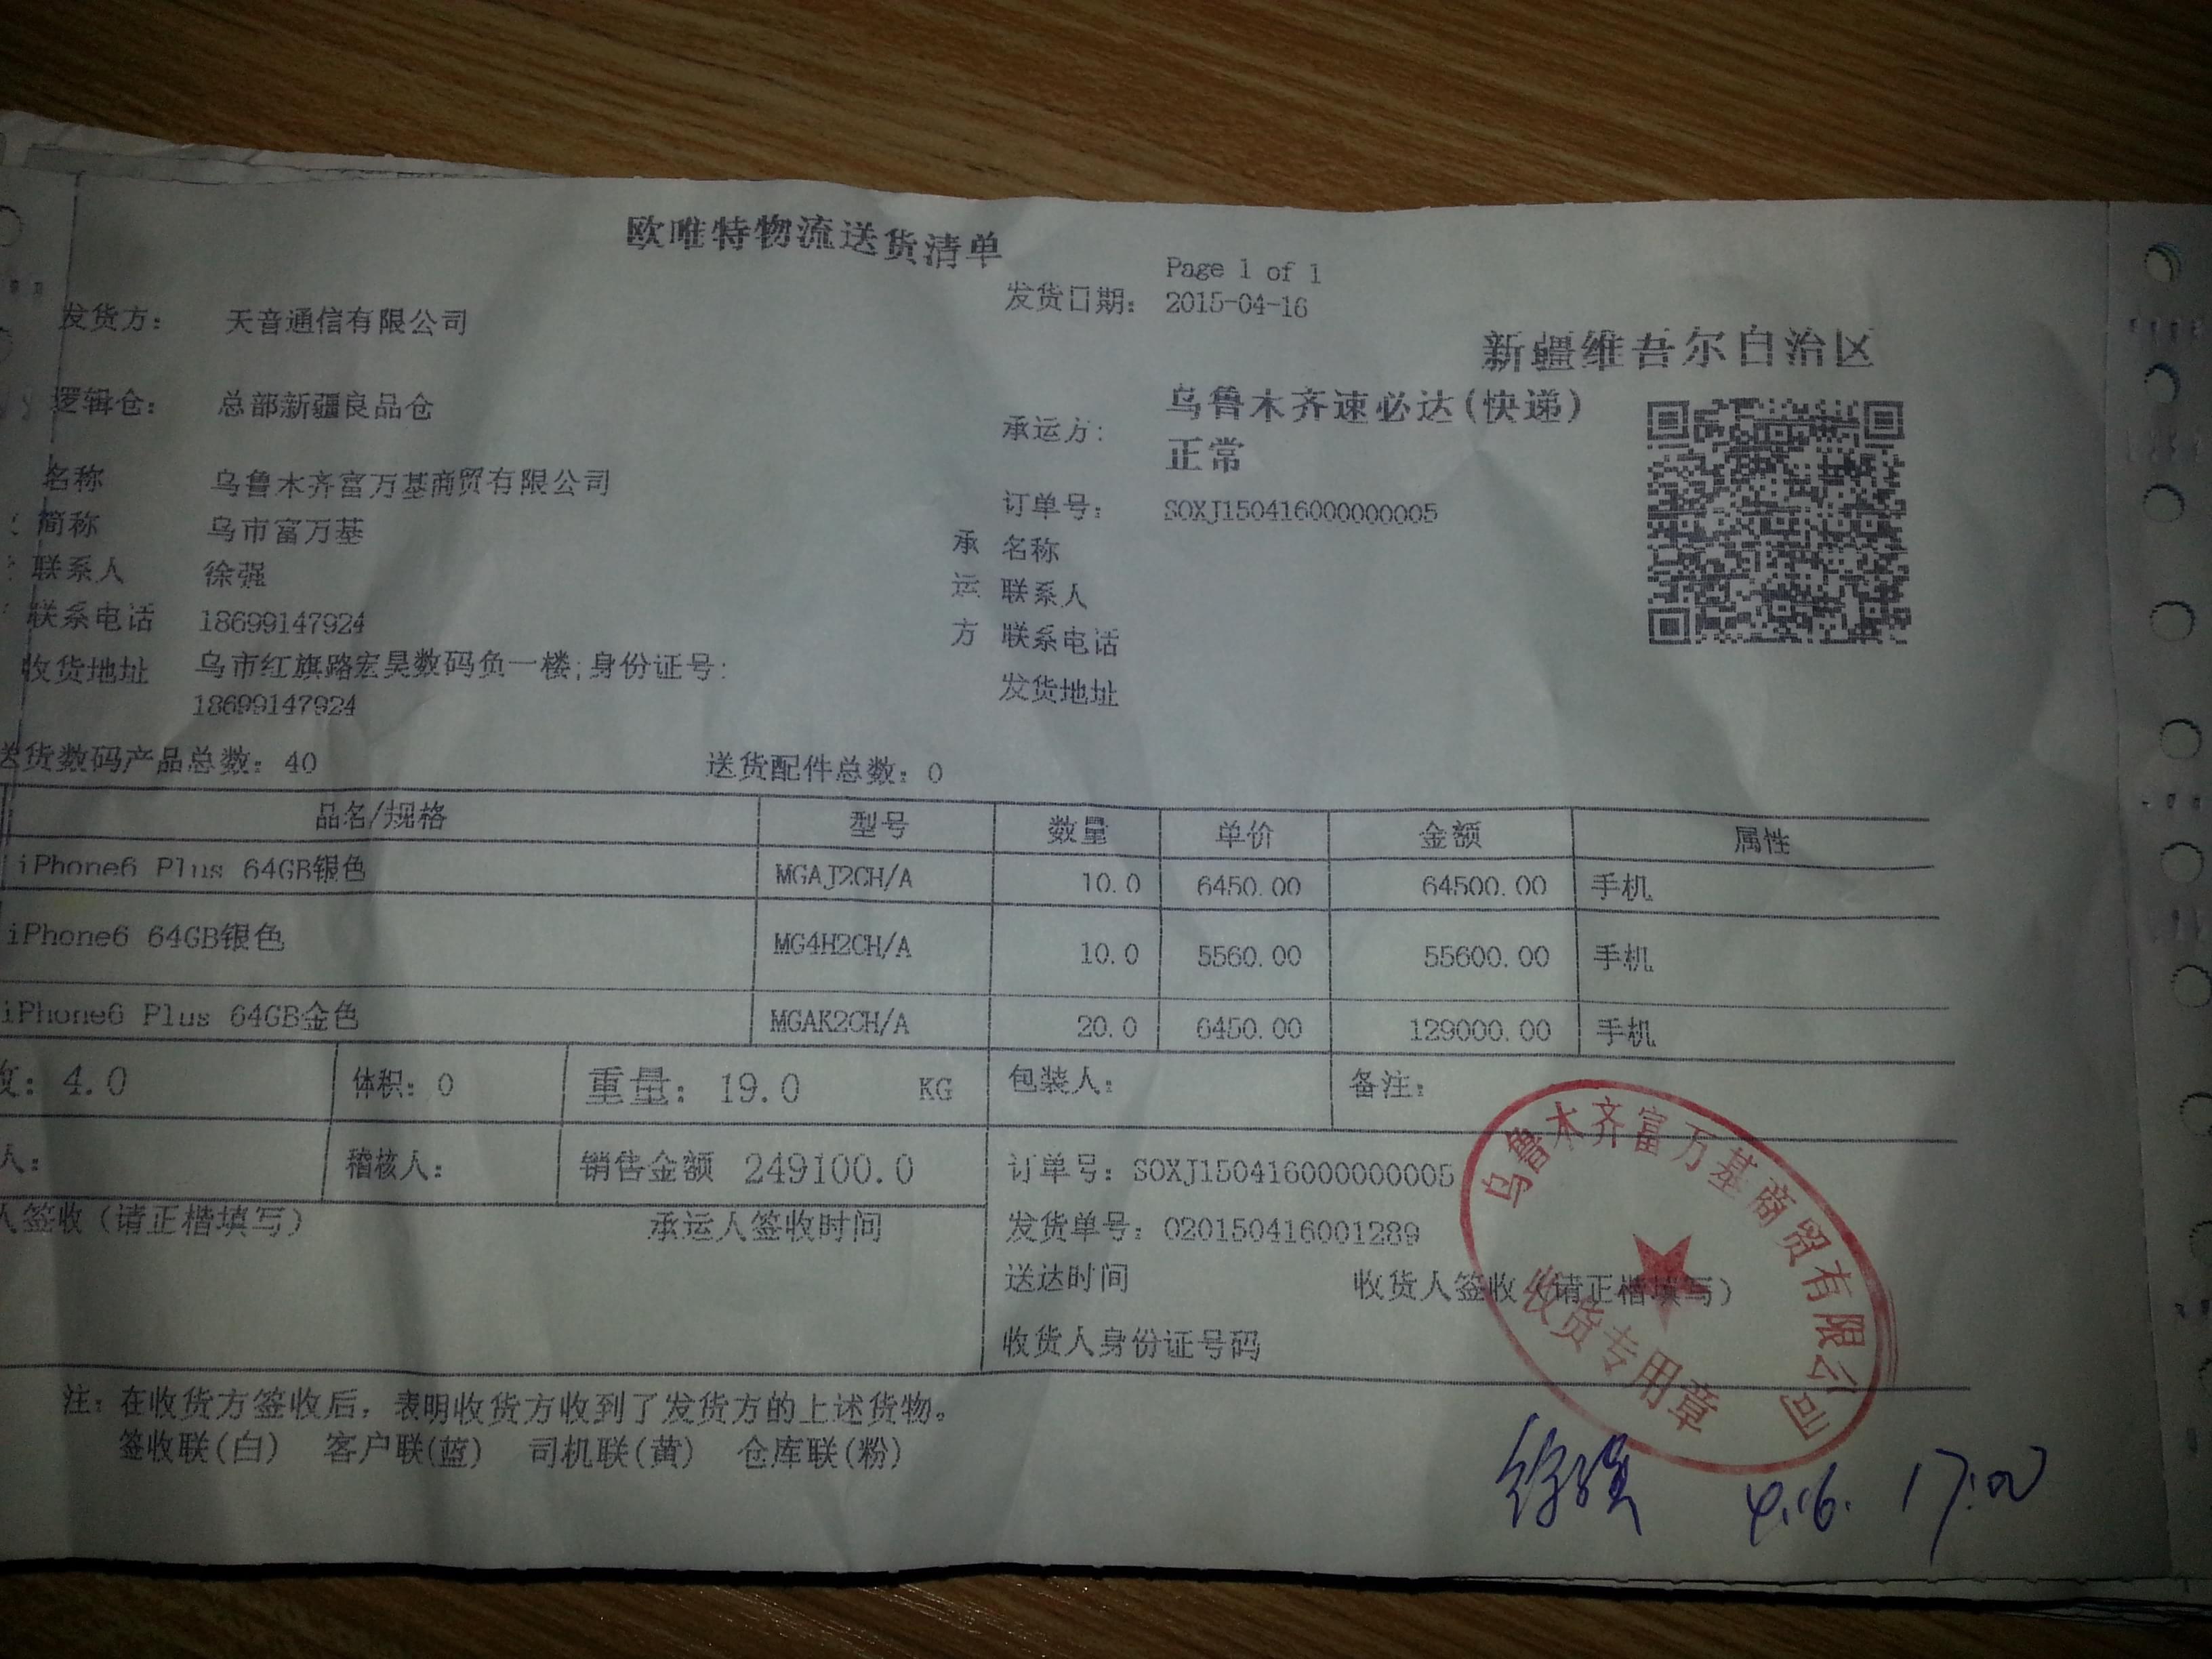 欧唯特物流送货清单
Page 1 of 1
发货日期: 2015-04-16
发货方: 天音通信有限公司
新疆维吾尔自治区
逻辑仓: 总部新疆良品仓
承运方: 乌鲁木齐速必达(快递)
正常
名称 乌鲁木齐富万基商贸有限公司
订单号: SOXJ150416000000005
简称 乌市富万基
承 名称
联系人 徐强
运 联系人
联系电话 18699147924
方 联系电话
收货地址 乌市红旗路宏昊数码负一楼;身份证号:
18699147924
发货地址
送货数码产品总数: 40 送货配件总数: 0
品名/规格 型号 数量 单价 金额 属性
iPhone6 Plus 64GB银色 MGAJ2CH/A 10.0 6450.00 64500.00 手机
iPhone6 64GB银色 MG4H2CH/A 10.0 5560.00 55600.00 手机
iPhone6 Plus 64GB金色 MGAK2CH/A 20.0 6450.00 129000.00 手机
: 4.0 体积: 0 重量: 19.0 KG 包装人: 备注:
人: 稽核人: 销售金额 249100.0 订单号: SOXJ150416000000005
人签收(请正楷填写) 承运人签收时间
发货单号: 020150416001289
送达时间 收货人签收(请正楷填写)
收货人身份证号码
乌鲁木齐富万基商贸有限公司
收货专用章
注: 在收货方签收后, 表明收货方收到了发货方的上述货物。
签收联(白) 客户联(蓝) 司机联(黄) 仓库联(粉)
徐强 4.16. 17:00